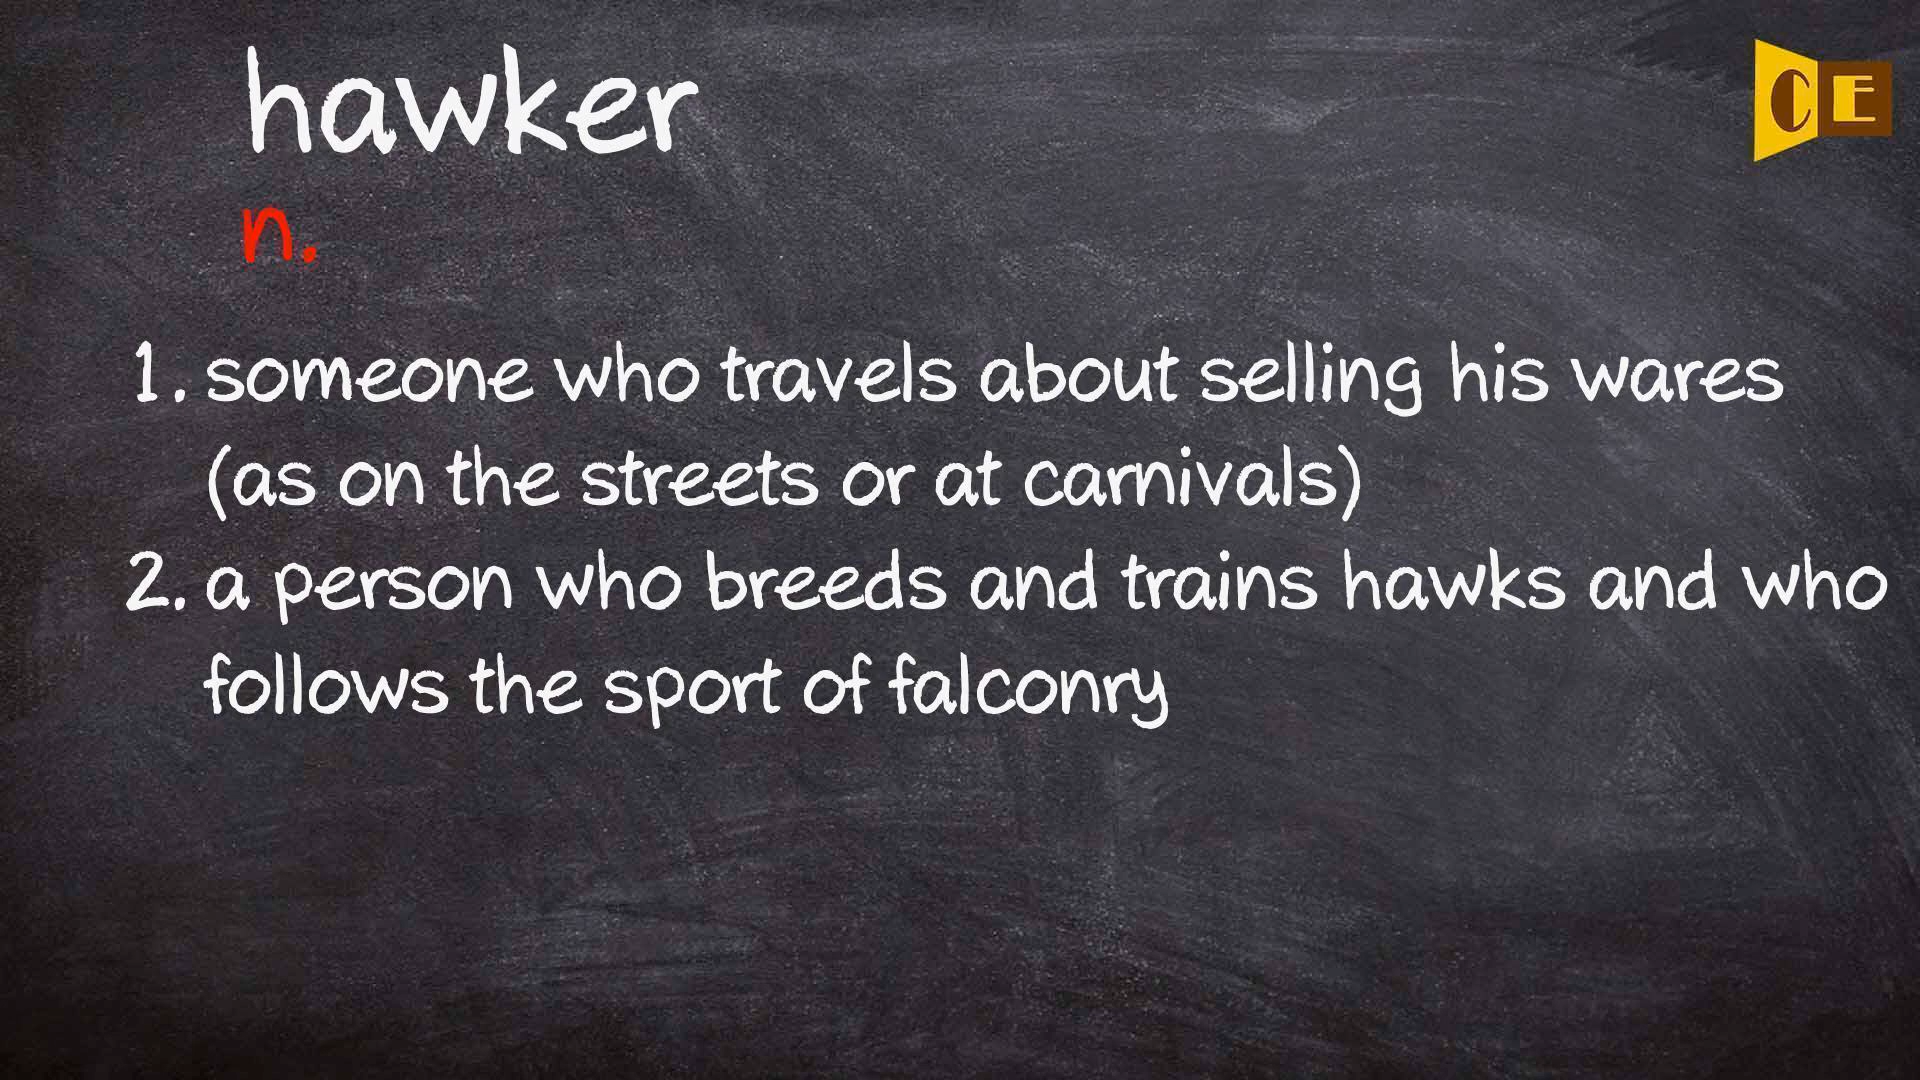 hawker
CE
n.
1. someone who travels about selling his wares
(as on the streets or at carnivals)
2. a person who breeds and trains hawks and who
follows the sport of falconry